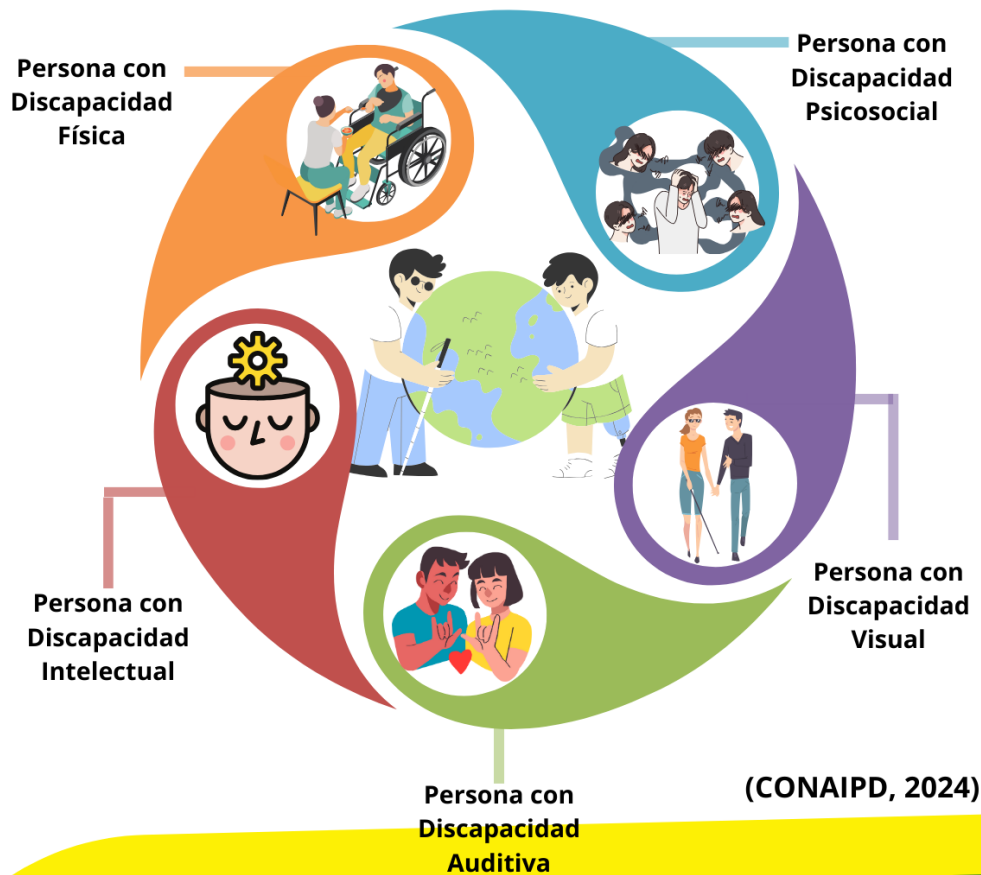 Persona con
Discapacidad
Física
Persona con
Discapacidad
Psicosocial
Persona con
Discapacidad
Intelectual
Persona con
Discapacidad
Visual
Persona con
Discapacidad
Auditiva
(CONAIPD, 2024)